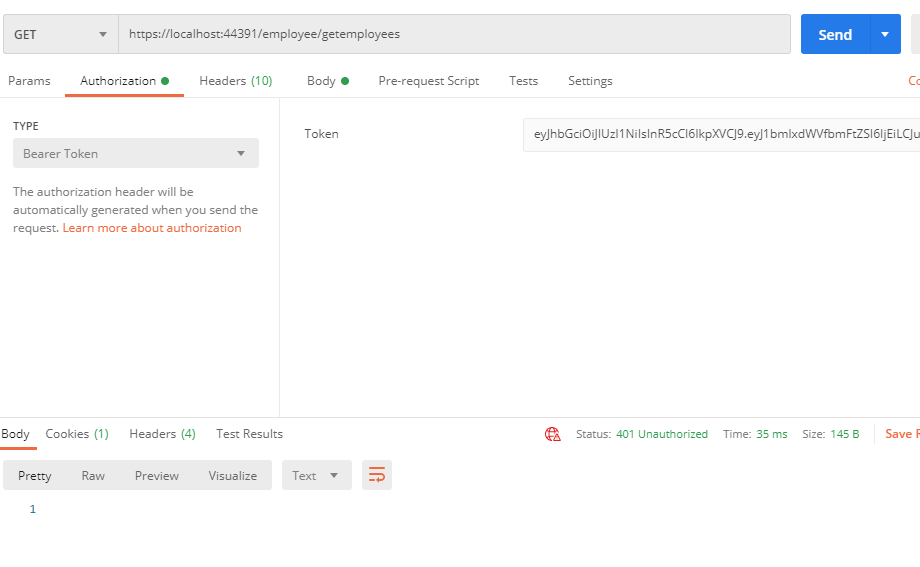 GET https://localhost:44391/employee/getemployees Send
Params Authorization Headers (10) Body Pre-request Script Tests Settings Co
TYPE
Bearer Token
The authorization header will be
automatically generated when you send the
request. Learn more about authorization
Token eyJhbGciOiJIUzI1NiIsInR5cCI6IkpXVCJ9.eyJ1bmlxdWVfbmFtZSI6IjEiLCJu
Body Cookies (1) Headers (4) Test Results Status: 401 Unauthorized Time: 35 ms Size: 145 B Save R
Pretty Raw Preview Visualize Text
1